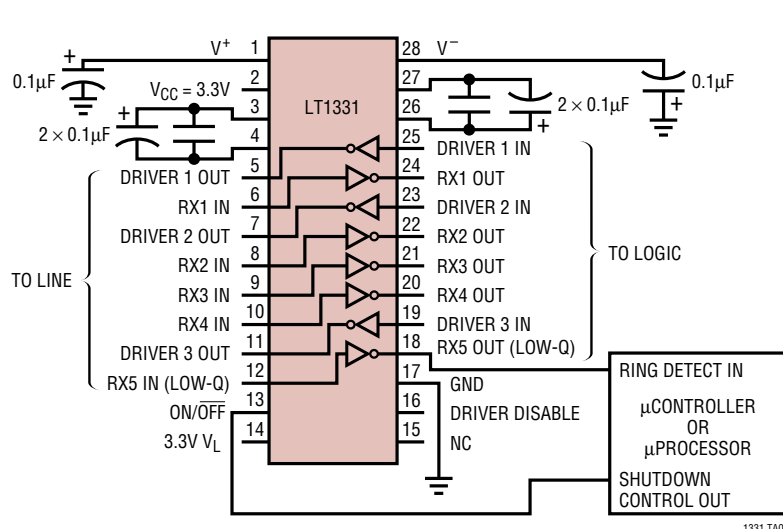 V+ 1
28 V−
+
0.1µF
2
27
0.1µF
+
VCC = 3.3V
LT1331
+
3
26
2 × 0.1µF
+
2 × 0.1µF
4
25 DRIVER 1 IN
DRIVER 1 OUT 5
24 RX1 OUT
RX1 IN 6
23 DRIVER 2 IN
DRIVER 2 OUT 7
22 RX2 OUT
TO LINE
RX2 IN 8
21 RX3 OUT
TO LOGIC
RX3 IN 9
20 RX4 OUT
RX4 IN 10
19 DRIVER 3 IN
DRIVER 3 OUT 11
18 RX5 OUT (LOW-Q)
RX5 IN (LOW-Q) 12
17 GND
ON/OFF 13
16 DRIVER DISABLE
3.3V VL 14
15 NC
RING DETECT IN
µCONTROLLER
OR
µPROCESSOR
SHUTDOWN
CONTROL OUT